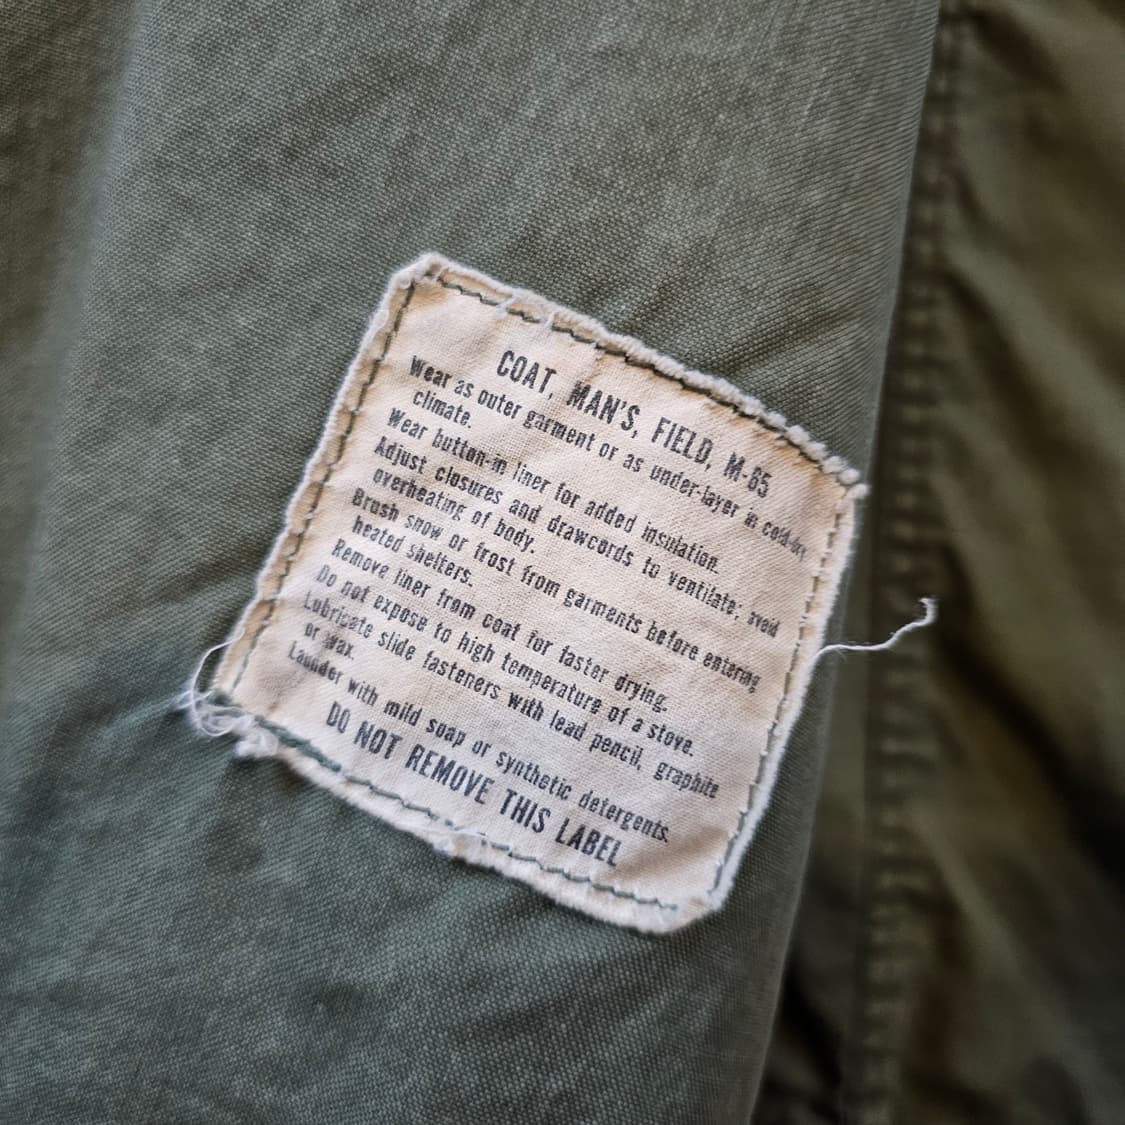 COAT, MAN'S, FIELD, M-65
Wear as outer garment or as under-layer in cold-dry
climate.
Wear button-in liner for added insulation.
Adjust closures and drawcords to ventilate; avoid
overheating of body.
Brush snow or frost from garments before entering
heated shelters.
Remove liner from coat for faster drying.
Do not expose to high temperature of a stove.
Lubricate slide fasteners with lead pencil, graphite
or wax.
Launder with mild soap or synthetic detergents.
DO NOT REMOVE THIS LABEL